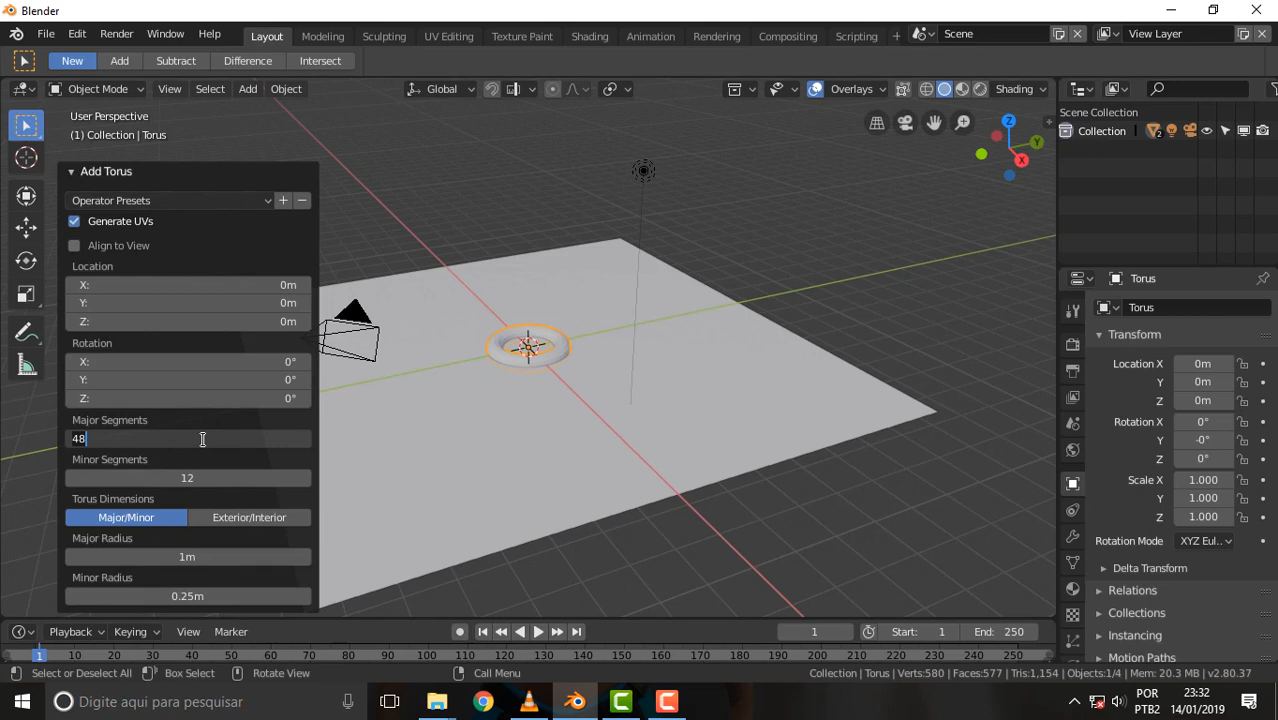 Blender
File Edit Render Window Help Layout Modeling Sculpting UV Editing Texture Paint Shading Animation Rendering Compositing Scripting Scene View Layer
New Add Subtract Difference Intersect
Object Mode View Select Add Object Global Overlays Shading
User Perspective
(1) Collection | Torus
Scene Collection
Collection 2
Add Torus
Operator Presets
Generate UVs
Align to View
Location
X: 0m
Y: 0m
Z: 0m
Rotation
X: 0°
Y: 0°
Z: 0°
Major Segments
48
Minor Segments
12
Torus Dimensions
Major/Minor Exterior/Interior
Major Radius
1m
Minor Radius
0.25m
Z
Y
X
Torus
Torus
Transform
Location X 0m
Y 0m
Z 0m
Rotation X 0°
Y -0°
Z 0°
Scale X 1.000
Y 1.000
Z 1.000
Rotation Mode XYZ Eul..
Delta Transform
Relations
Collections
Instancing
Motion Paths
Playback Keying View Marker 1 Start: 1 End: 250
1 10 20 30 40 50 60 70 80 90 100 110 120 130 140 150 160 170 180 190 200 210 220 230 240 250
Select or Deselect All Box Select Rotate View Call Menu Collection | Torus | Verts:580 | Faces:577 | Tris:1,154 | Objects:1/4 | Mem: 20.3 MB | v2.80.37
Digite aqui para pesquisar
POR
PTB2
23:32
14/01/2019